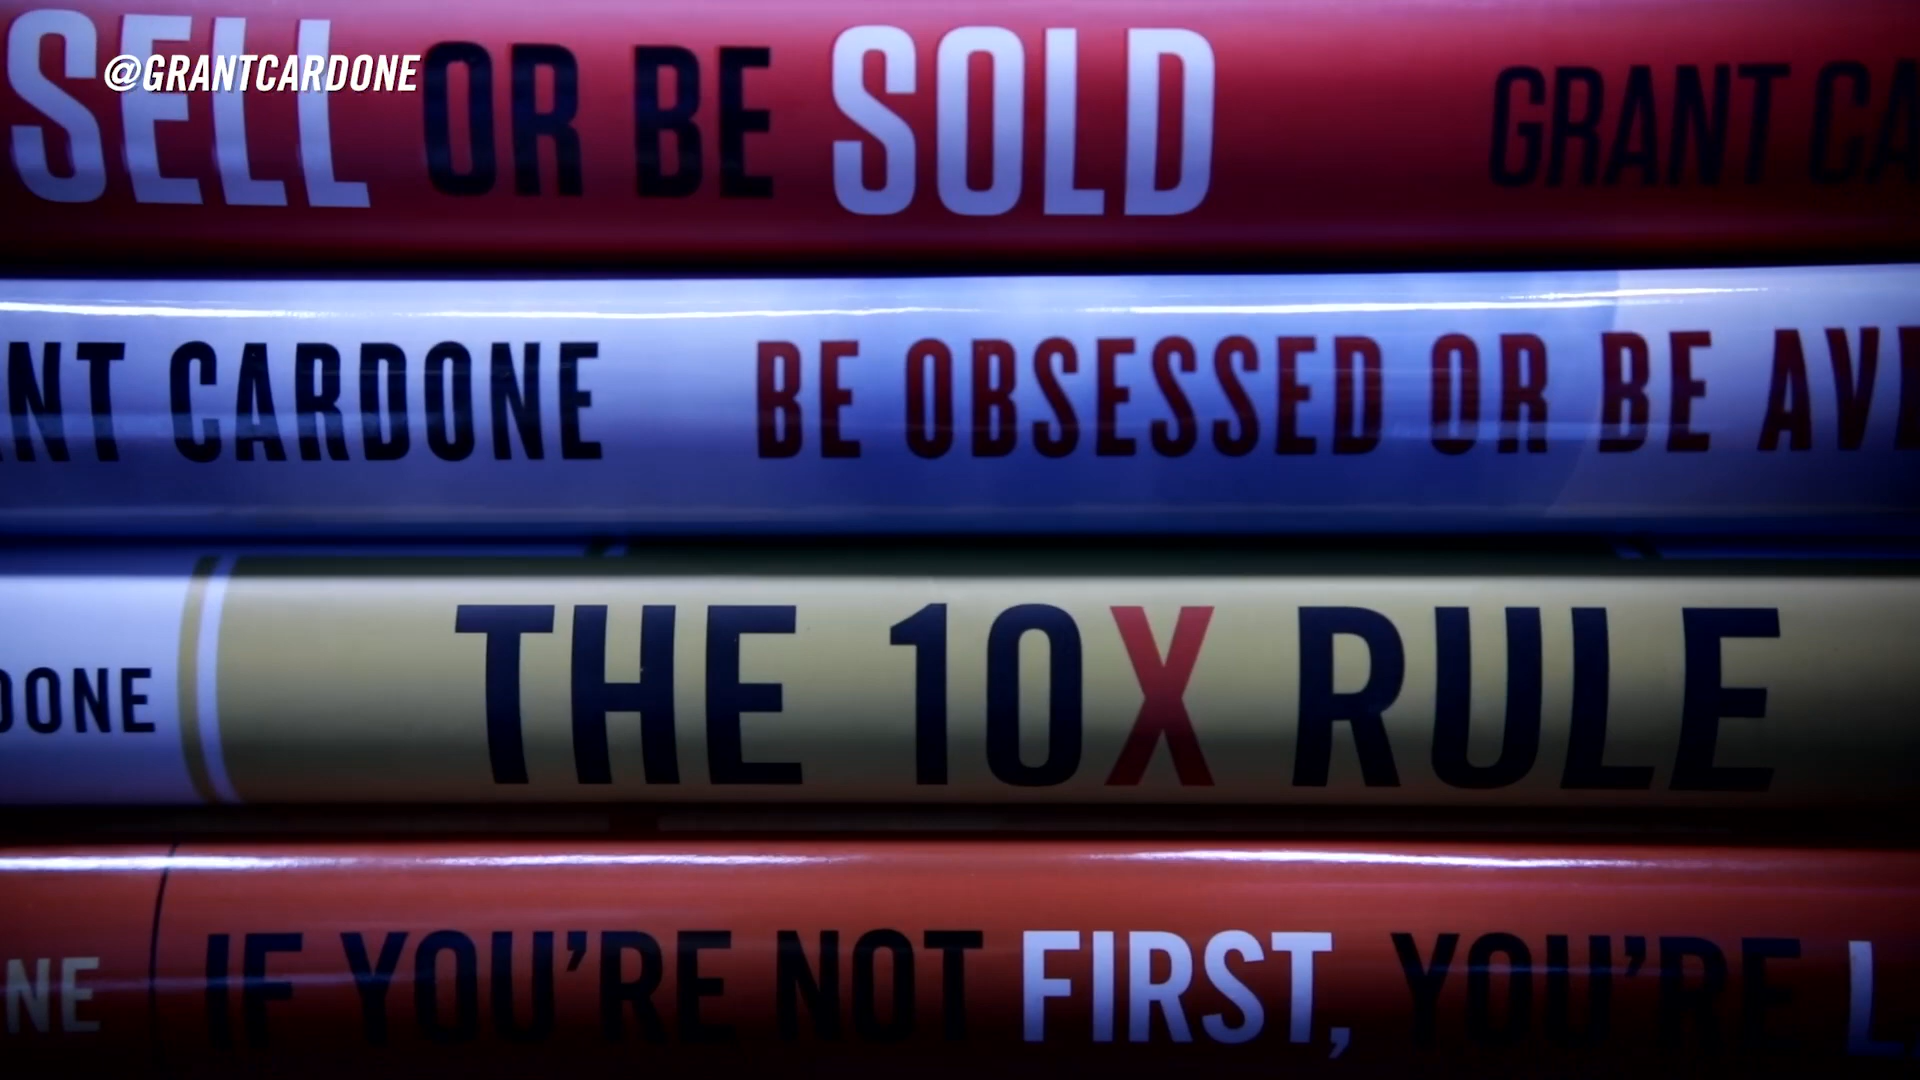 @GRANTCARDONE
SELL OR BE SOLD GRANT CA
NT CARDONE BE OBSESSED OR BE AVE
DONE THE 10X RULE
NE IF YOU'RE NOT FIRST, YOU'RE L